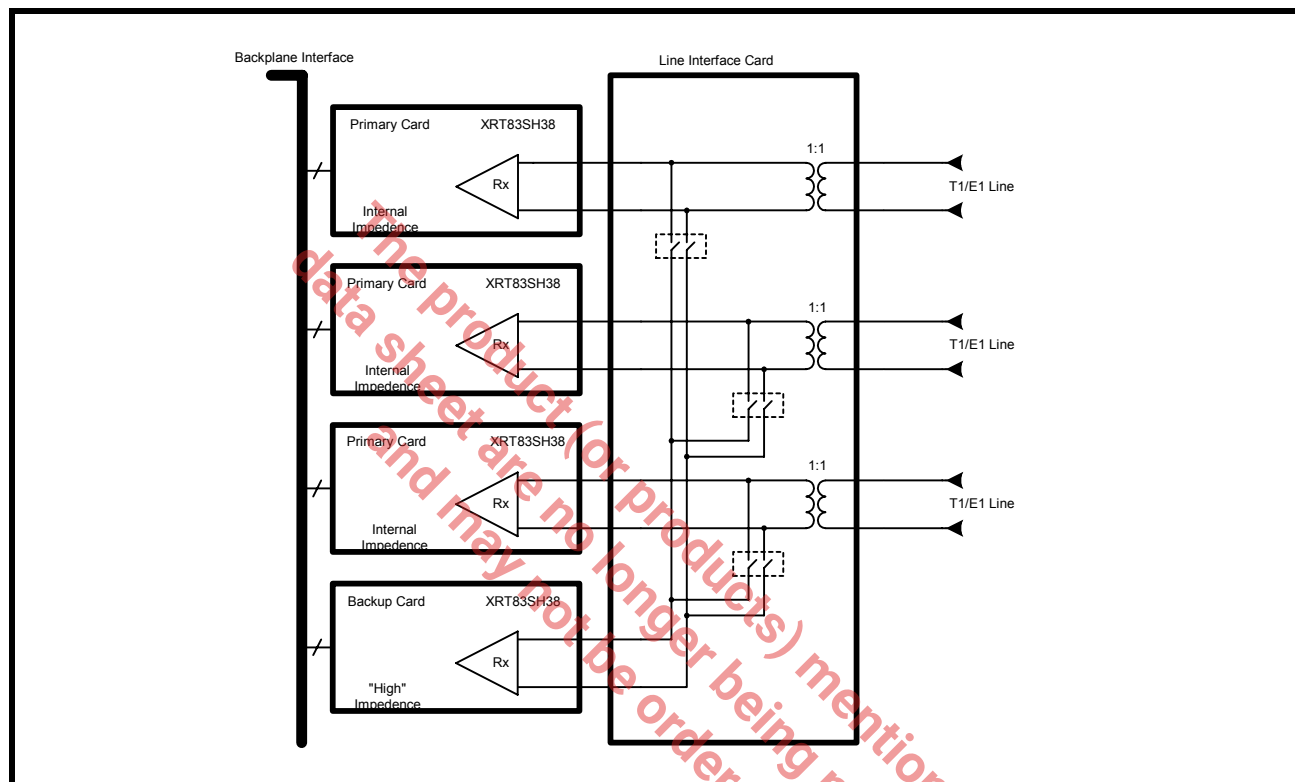 Backplane Interface
Line Interface Card
Primary Card XRT83SH38
Rx
Internal
Impedence
1:1
T1/E1 Line
Primary Card XRT83SH38
Rx
Internal
Impedence
1:1
T1/E1 Line
Primary Card XRT83SH38
Rx
Internal
Impedence
1:1
T1/E1 Line
Backup Card XRT83SH38
Rx
"High"
Impedence
The product (or products) mention
data sheet are no longer being
and may not be order